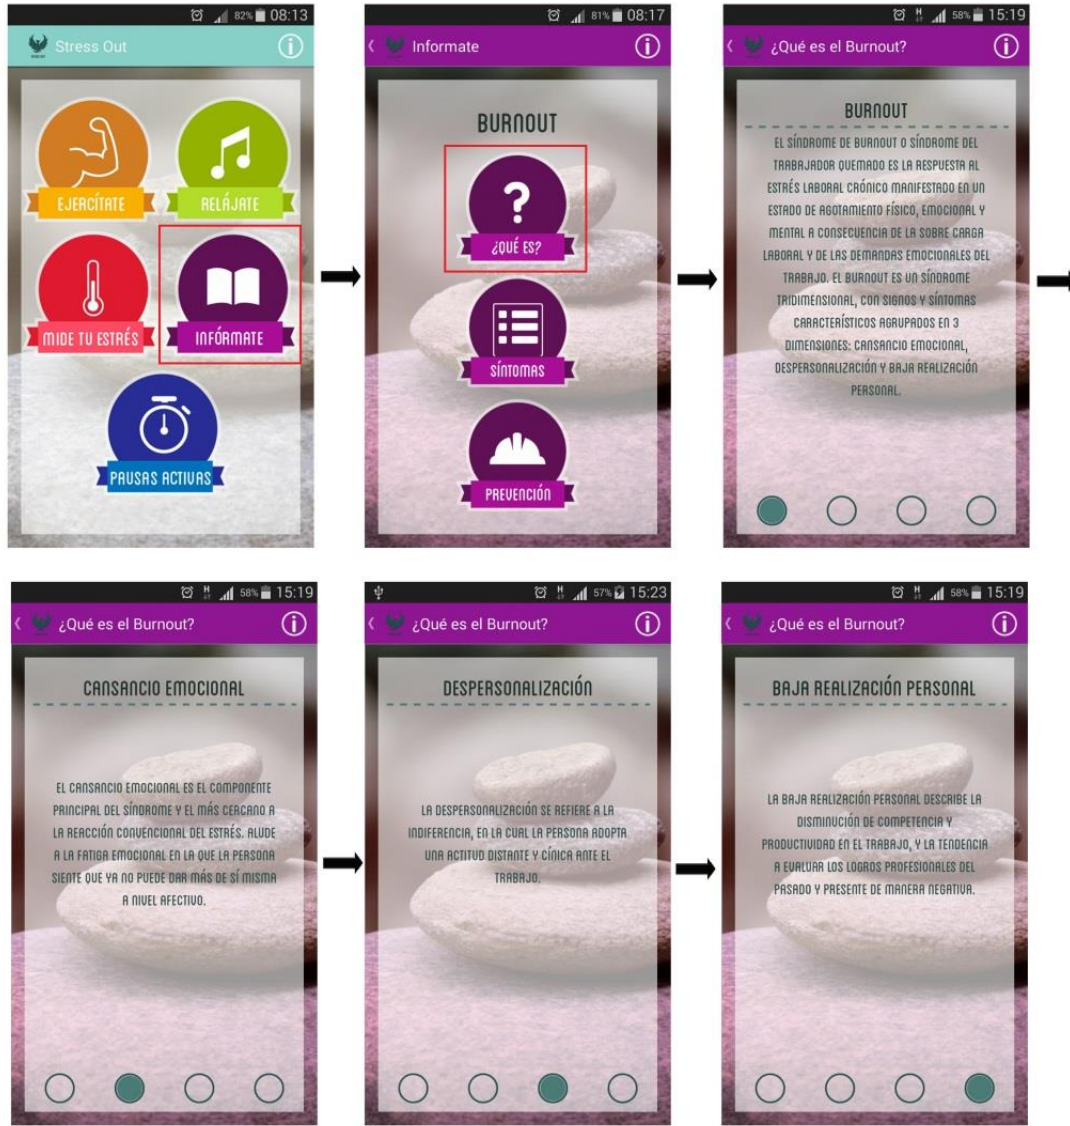 82% 08:13
Stress Out
EJERCÍTATE
RELÁJATE
MIDE TU ESTRÉS
INFÓRMATE
PAUSAS ACTIVAS
81% 08:17
Informate
BURNOUT
¿QUÉ ES?
SÍNTOMAS
PREVENCIÓN
H 58% 15:19
¿Qué es el Burnout?
BURNOUT
EL SÍNDROME DE BURNOUT O SÍNDROME DEL
TRABAJADOR QUEMADO ES LA RESPUESTA AL
ESTRÉS LABORAL CRÓNICO MANIFESTADO EN UN
ESTADO DE AGOTAMIENTO FÍSICO, EMOCIONAL Y
MENTAL A CONSECUENCIA DE LA SOBRE CARGA
LABORAL Y DE LAS DEMANDAS EMOCIONALES DEL
TRABAJO. EL BURNOUT ES UN SÍNDROME
TRIDIMENSIONAL, CON SIGNOS Y SÍNTOMAS
CARACTERÍSTICOS AGRUPADOS EN 3
DIMENSIONES: CANSANCIO EMOCIONAL,
DESPERSONALIZACIÓN Y BAJA REALIZACIÓN
PERSONAL.
H 58% 15:19
¿Qué es el Burnout?
CANSANCIO EMOCIONAL
EL CANSANCIO EMOCIONAL ES EL COMPONENTE
PRINCIPAL DEL SÍNDROME Y EL MÁS CERCANO A
LA REACCIÓN CONVENCIONAL DEL ESTRÉS. ALUDE
A LA FATIGA EMOCIONAL EN LA QUE LA PERSONA
SIENTE QUE YA NO PUEDE DAR MÁS DE SÍ MISMA
A NIVEL AFECTIVO.
H 57% 15:23
¿Qué es el Burnout?
DESPERSONALIZACIÓN
LA DESPERSONALIZACIÓN SE REFIERE A LA
INDIFERENCIA, EN LA CUAL LA PERSONA ADOPTA
UNA ACTITUD DISTANTE Y CÍNICA ANTE EL
TRABAJO.
H 58% 15:19
¿Qué es el Burnout?
BAJA REALIZACIÓN PERSONAL
LA BAJA REALIZACIÓN PERSONAL DESCRIBE LA
DISMINUCIÓN DE COMPETENCIA Y
PRODUCTIVIDAD EN EL TRABAJO, Y LA TENDENCIA
A EVALUAR LOS LOGROS PROFESIONALES DEL
PASADO Y PRESENTE DE MANERA NEGATIVA.